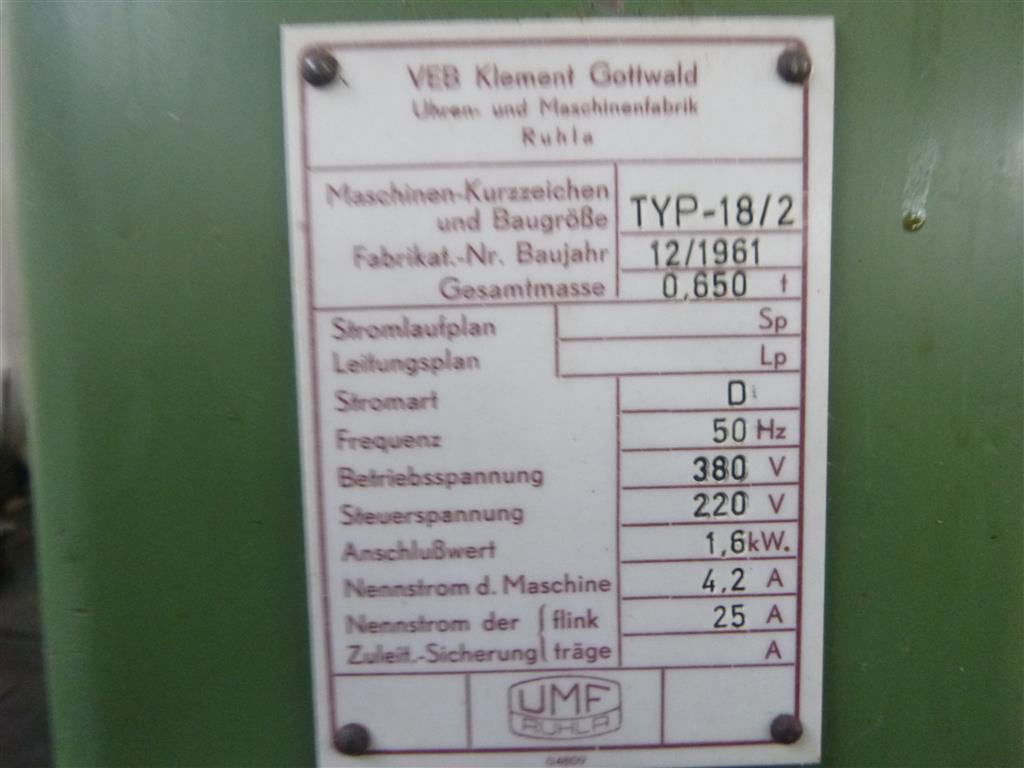 VEB Klement Gottwald
Uhren- und Maschinenfabrik
Ruhla
Maschinen-Kurzzeichen
und Baugröße TYP-18/2
Fabrikat.-Nr. Baujahr 12/1961
Gesamtmasse 0,650 t
Stromlaufplan Sp
Leitungsplan Lp
Stromart D
Frequenz 50 Hz
Betriebsspannung 380 V
Steuerspannung 220 V
Anschlußwert 1,6 kW.
Nennstrom d. Maschine 4,2 A
Nennstrom der flink 25 A
Zuleit.-Sicherung träge A
UMF
RUHLA